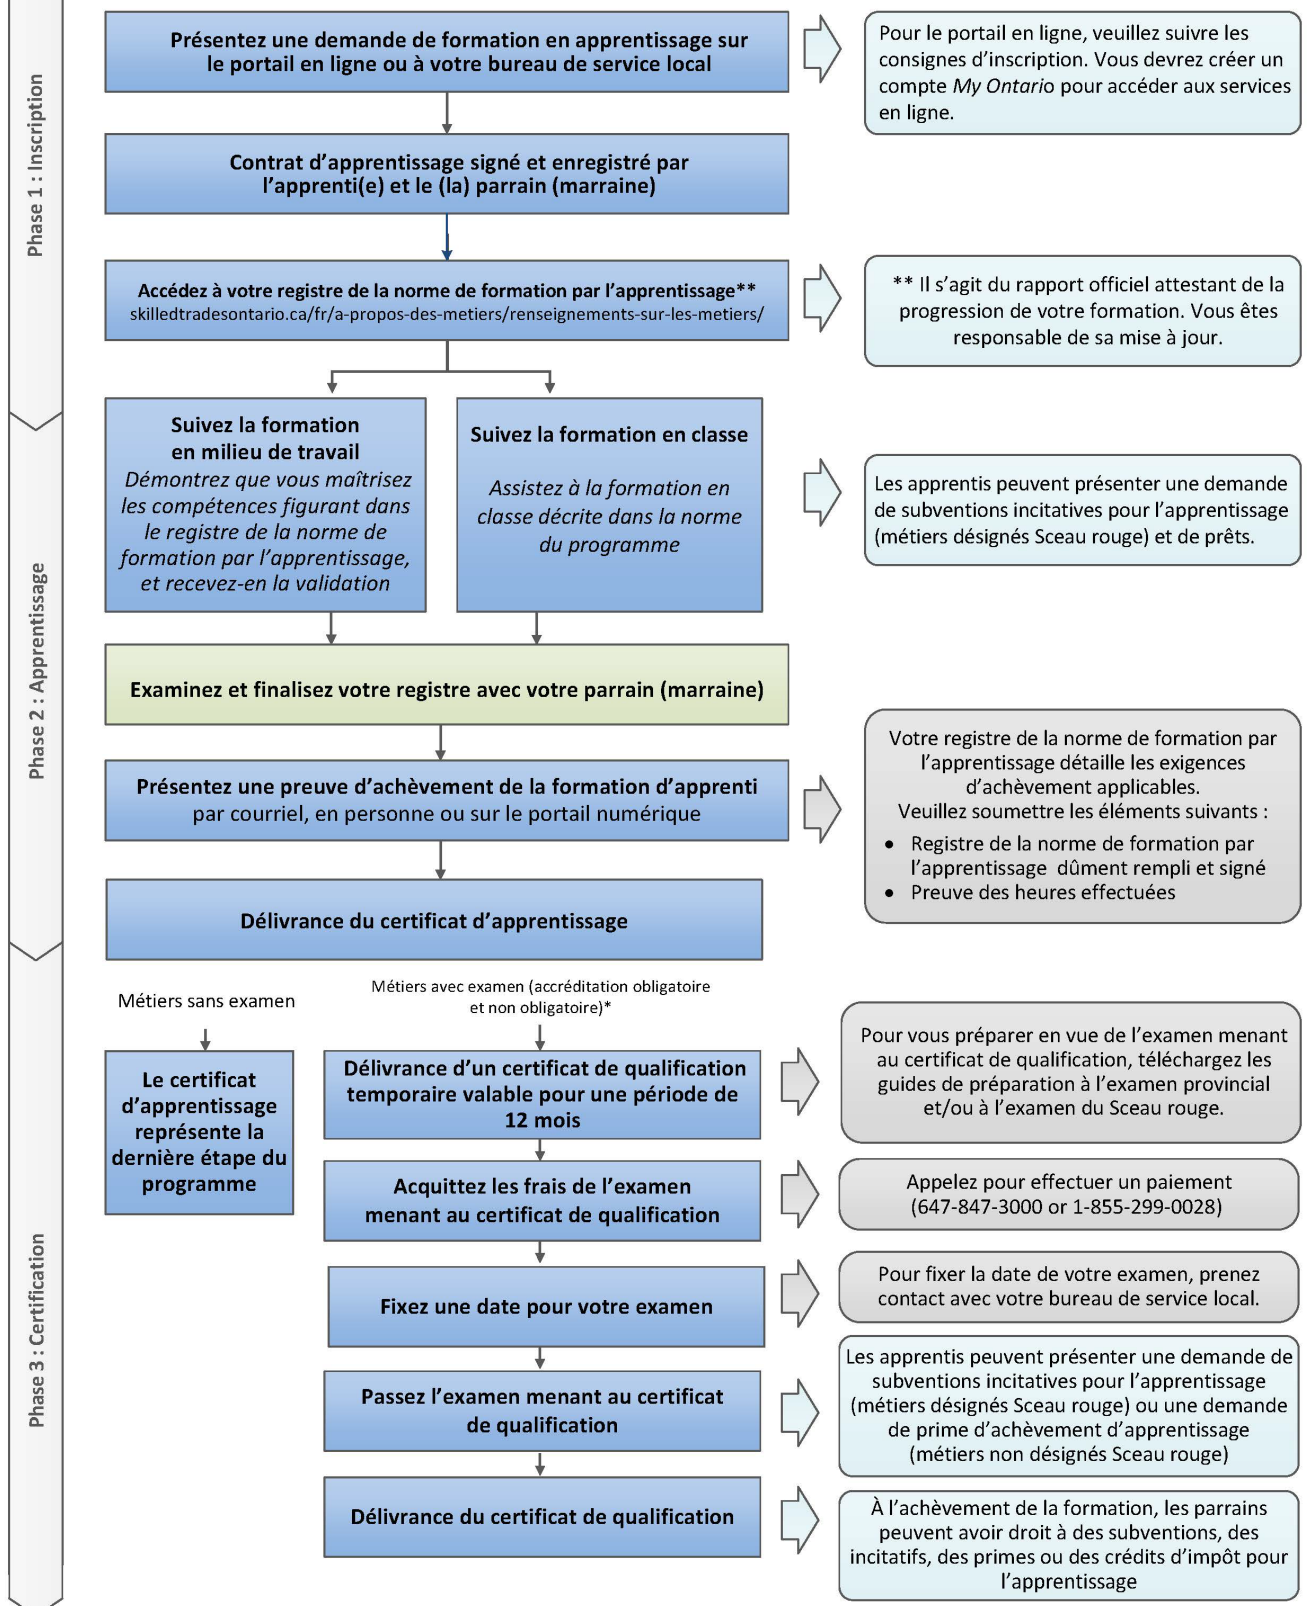 Phase 1 : Inscription
Présentez une demande de formation en apprentissage sur
le portail en ligne ou à votre bureau de service local
Pour le portail en ligne, veuillez suivre les
consignes d’inscription. Vous devrez créer un
compte My Ontario pour accéder aux services
en ligne.
Contrat d’apprentissage signé et enregistré par
l’apprenti(e) et le (la) parrain (marraine)
Accédez à votre registre de la norme de formation par l’apprentissage**
skilledtradesontario.ca/fr/a-propos-des-metiers/renseignements-sur-les-metiers/
** Il s’agit du rapport officiel attestant de la
progression de votre formation. Vous êtes
responsable de sa mise à jour.
Phase 2 : Apprentissage
Suivez la formation
en milieu de travail
Démontrez que vous maîtrisez
les compétences figurant dans
le registre de la norme de
formation par l’apprentissage,
et recevez-en la validation
Suivez la formation en classe
Assistez à la formation en
classe décrite dans la norme
du programme
Les apprentis peuvent présenter une demande
de subventions incitatives pour l’apprentissage
(métiers désignés Sceau rouge) et de prêts.
Examinez et finalisez votre registre avec votre parrain (marraine)
Présentez une preuve d’achèvement de la formation d’apprenti
par courriel, en personne ou sur le portail numérique
Votre registre de la norme de formation par
l’apprentissage détaille les exigences
d’achèvement applicables.
Veuillez soumettre les éléments suivants :
• Registre de la norme de formation par
l’apprentissage dûment rempli et signé
• Preuve des heures effectuées
Délivrance du certificat d’apprentissage
Phase 3 : Certification
Métiers sans examen
Le certificat
d’apprentissage
représente la
dernière étape du
programme
Métiers avec examen (accréditation obligatoire
et non obligatoire)*
Délivrance d’un certificat de qualification
temporaire valable pour une période de
12 mois
Pour vous préparer en vue de l’examen menant
au certificat de qualification, téléchargez les
guides de préparation à l’examen provincial
et/ou à l’examen du Sceau rouge.
Acquittez les frais de l’examen
menant au certificat de qualification
Appelez pour effectuer un paiement
(647-847-3000 or 1-855-299-0028)
Fixez une date pour votre examen
Pour fixer la date de votre examen, prenez
contact avec votre bureau de service local.
Passez l’examen menant au certificat
de qualification
Les apprentis peuvent présenter une demande de
subventions incitatives pour l’apprentissage
(métiers désignés Sceau rouge) ou une demande
de prime d’achèvement d’apprentissage
(métiers non désignés Sceau rouge)
Délivrance du certificat de qualification
À l’achèvement de la formation, les parrains
peuvent avoir droit à des subventions, des
incitatifs, des primes ou des crédits d’impôt pour
l’apprentissage